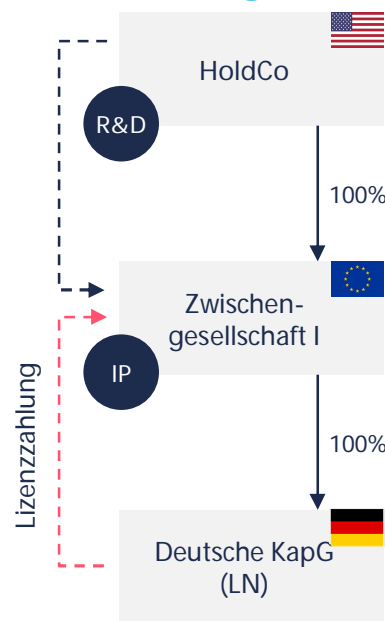 HoldCo
R&D
100%
Zwischen-
gesellschaft I
IP
100%
Lizenzzahlung
Deutsche KapG
(LN)